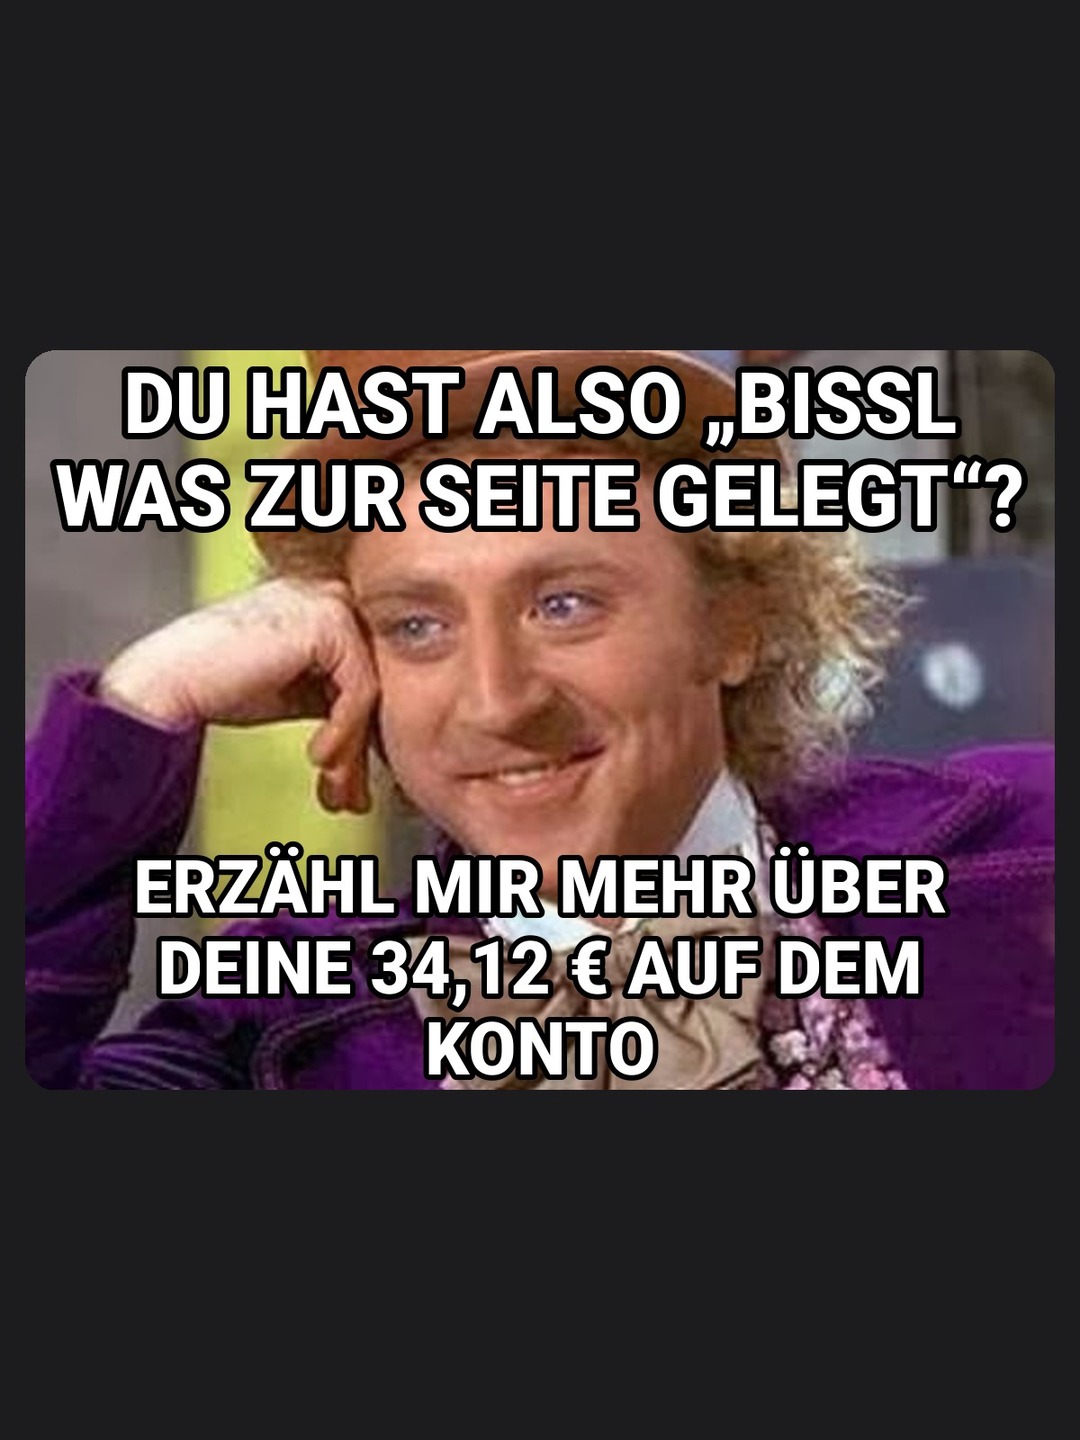 DU HAST ALSO „BISSL
WAS ZUR SEITE GELEGT“?
ERZÄHL MIR MEHR ÜBER
DEINE 34,12 € AUF DEM
KONTO